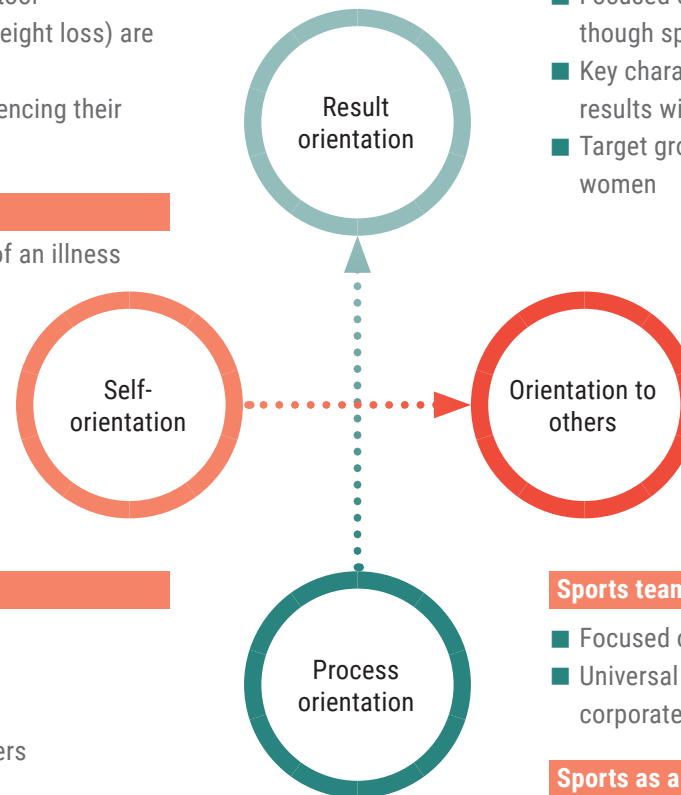 eight loss) are
encing their
of an illness
ers
Result
orientation
Self-
orientation
Orientation to
others
Process
orientation
Focused
though sp
Key chara
results wi
Target gro
women
Sports tean
Focused o
Universal
corporate
Sports as a